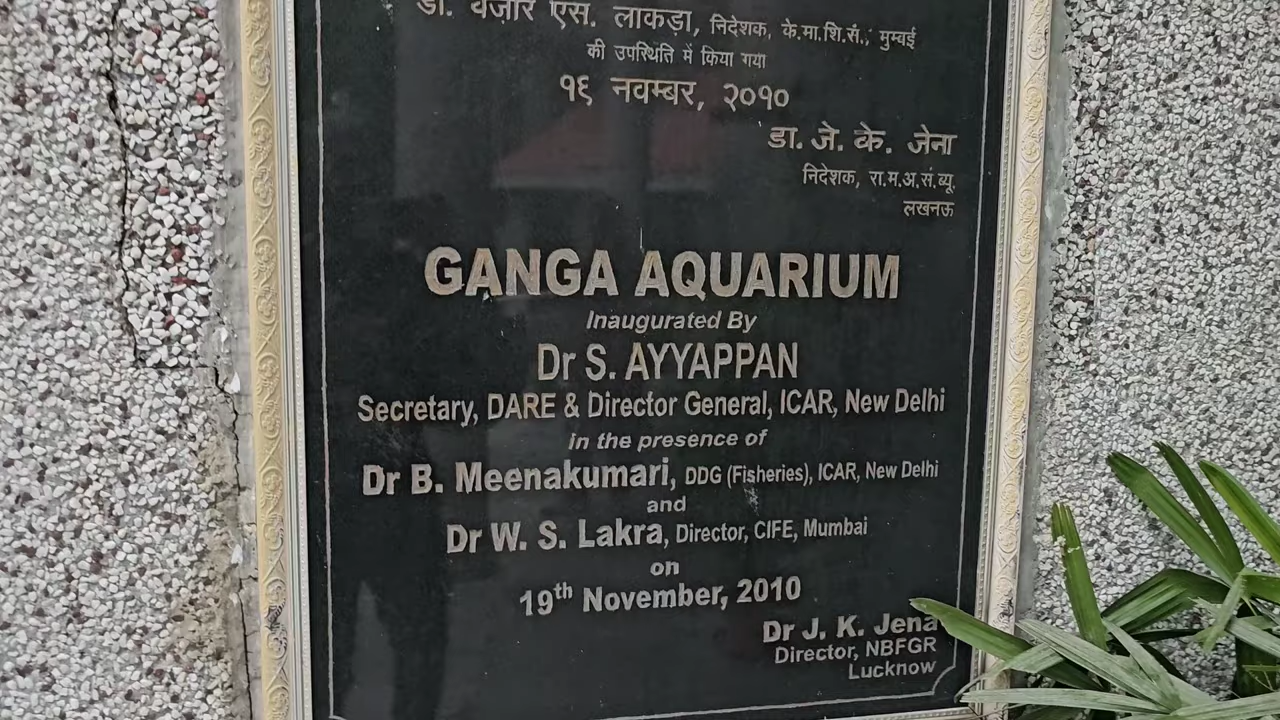 डा. वजीर एस. लाकड़ा, निदेशक, के.मा.शि.सं., मुम्बई
की उपस्थिति में किया गया
१६ नवम्बर, २०१०
डा. जे. के. जेना
निदेशक, रा.म.अ.सं.ब्यू.
लखनऊ
GANGA AQUARIUM
Inaugurated By
Dr S. AYYAPPAN
Secretary, DARE & Director General, ICAR, New Delhi
in the presence of
Dr B. Meenakumari, DDG (Fisheries), ICAR, New Delhi
and
Dr W. S. Lakra, Director, CIFE, Mumbai
on
19th November, 2010
Dr J. K. Jena
Director, NBFGR
Lucknow